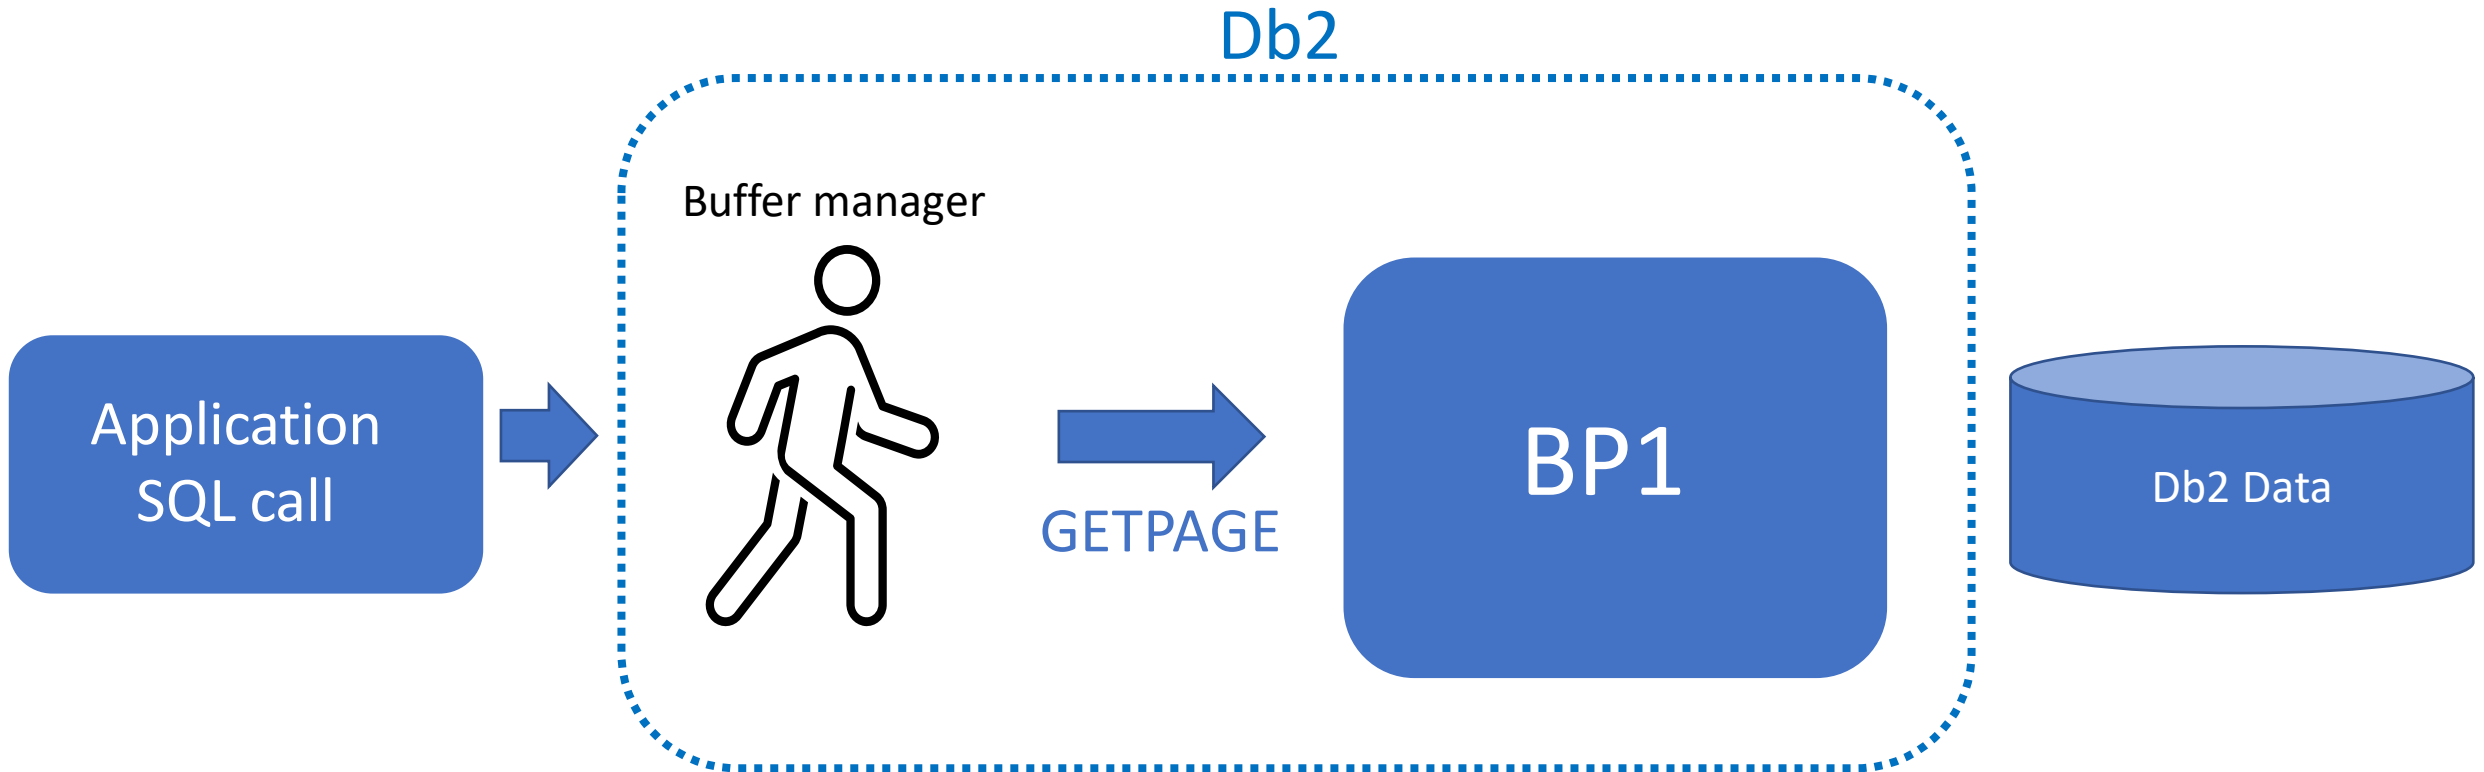 Db2
Buffer manager
Application
SQL call
GETPAGE
BP1
Db2 Data